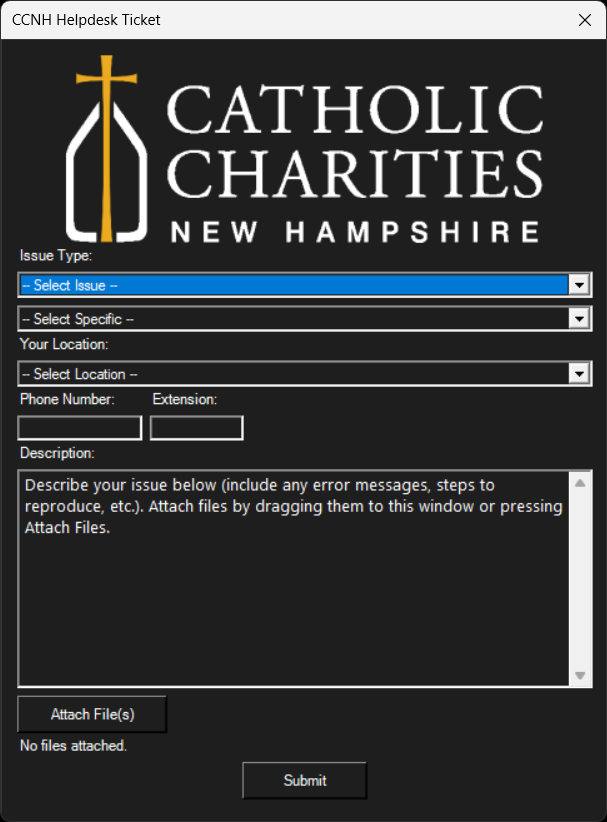 CCNH Helpdesk Ticket
CATHOLIC
CHARITIES
NEW HAMPSHIRE
Issue Type:
-- Select Issue --
-- Select Specific --
Your Location:
-- Select Location --
Phone Number: Extension:
Description:
Describe your issue below (include any error messages, steps to
reproduce, etc.). Attach files by dragging them to this window or pressing
Attach Files.
Attach File(s)
No files attached.
Submit